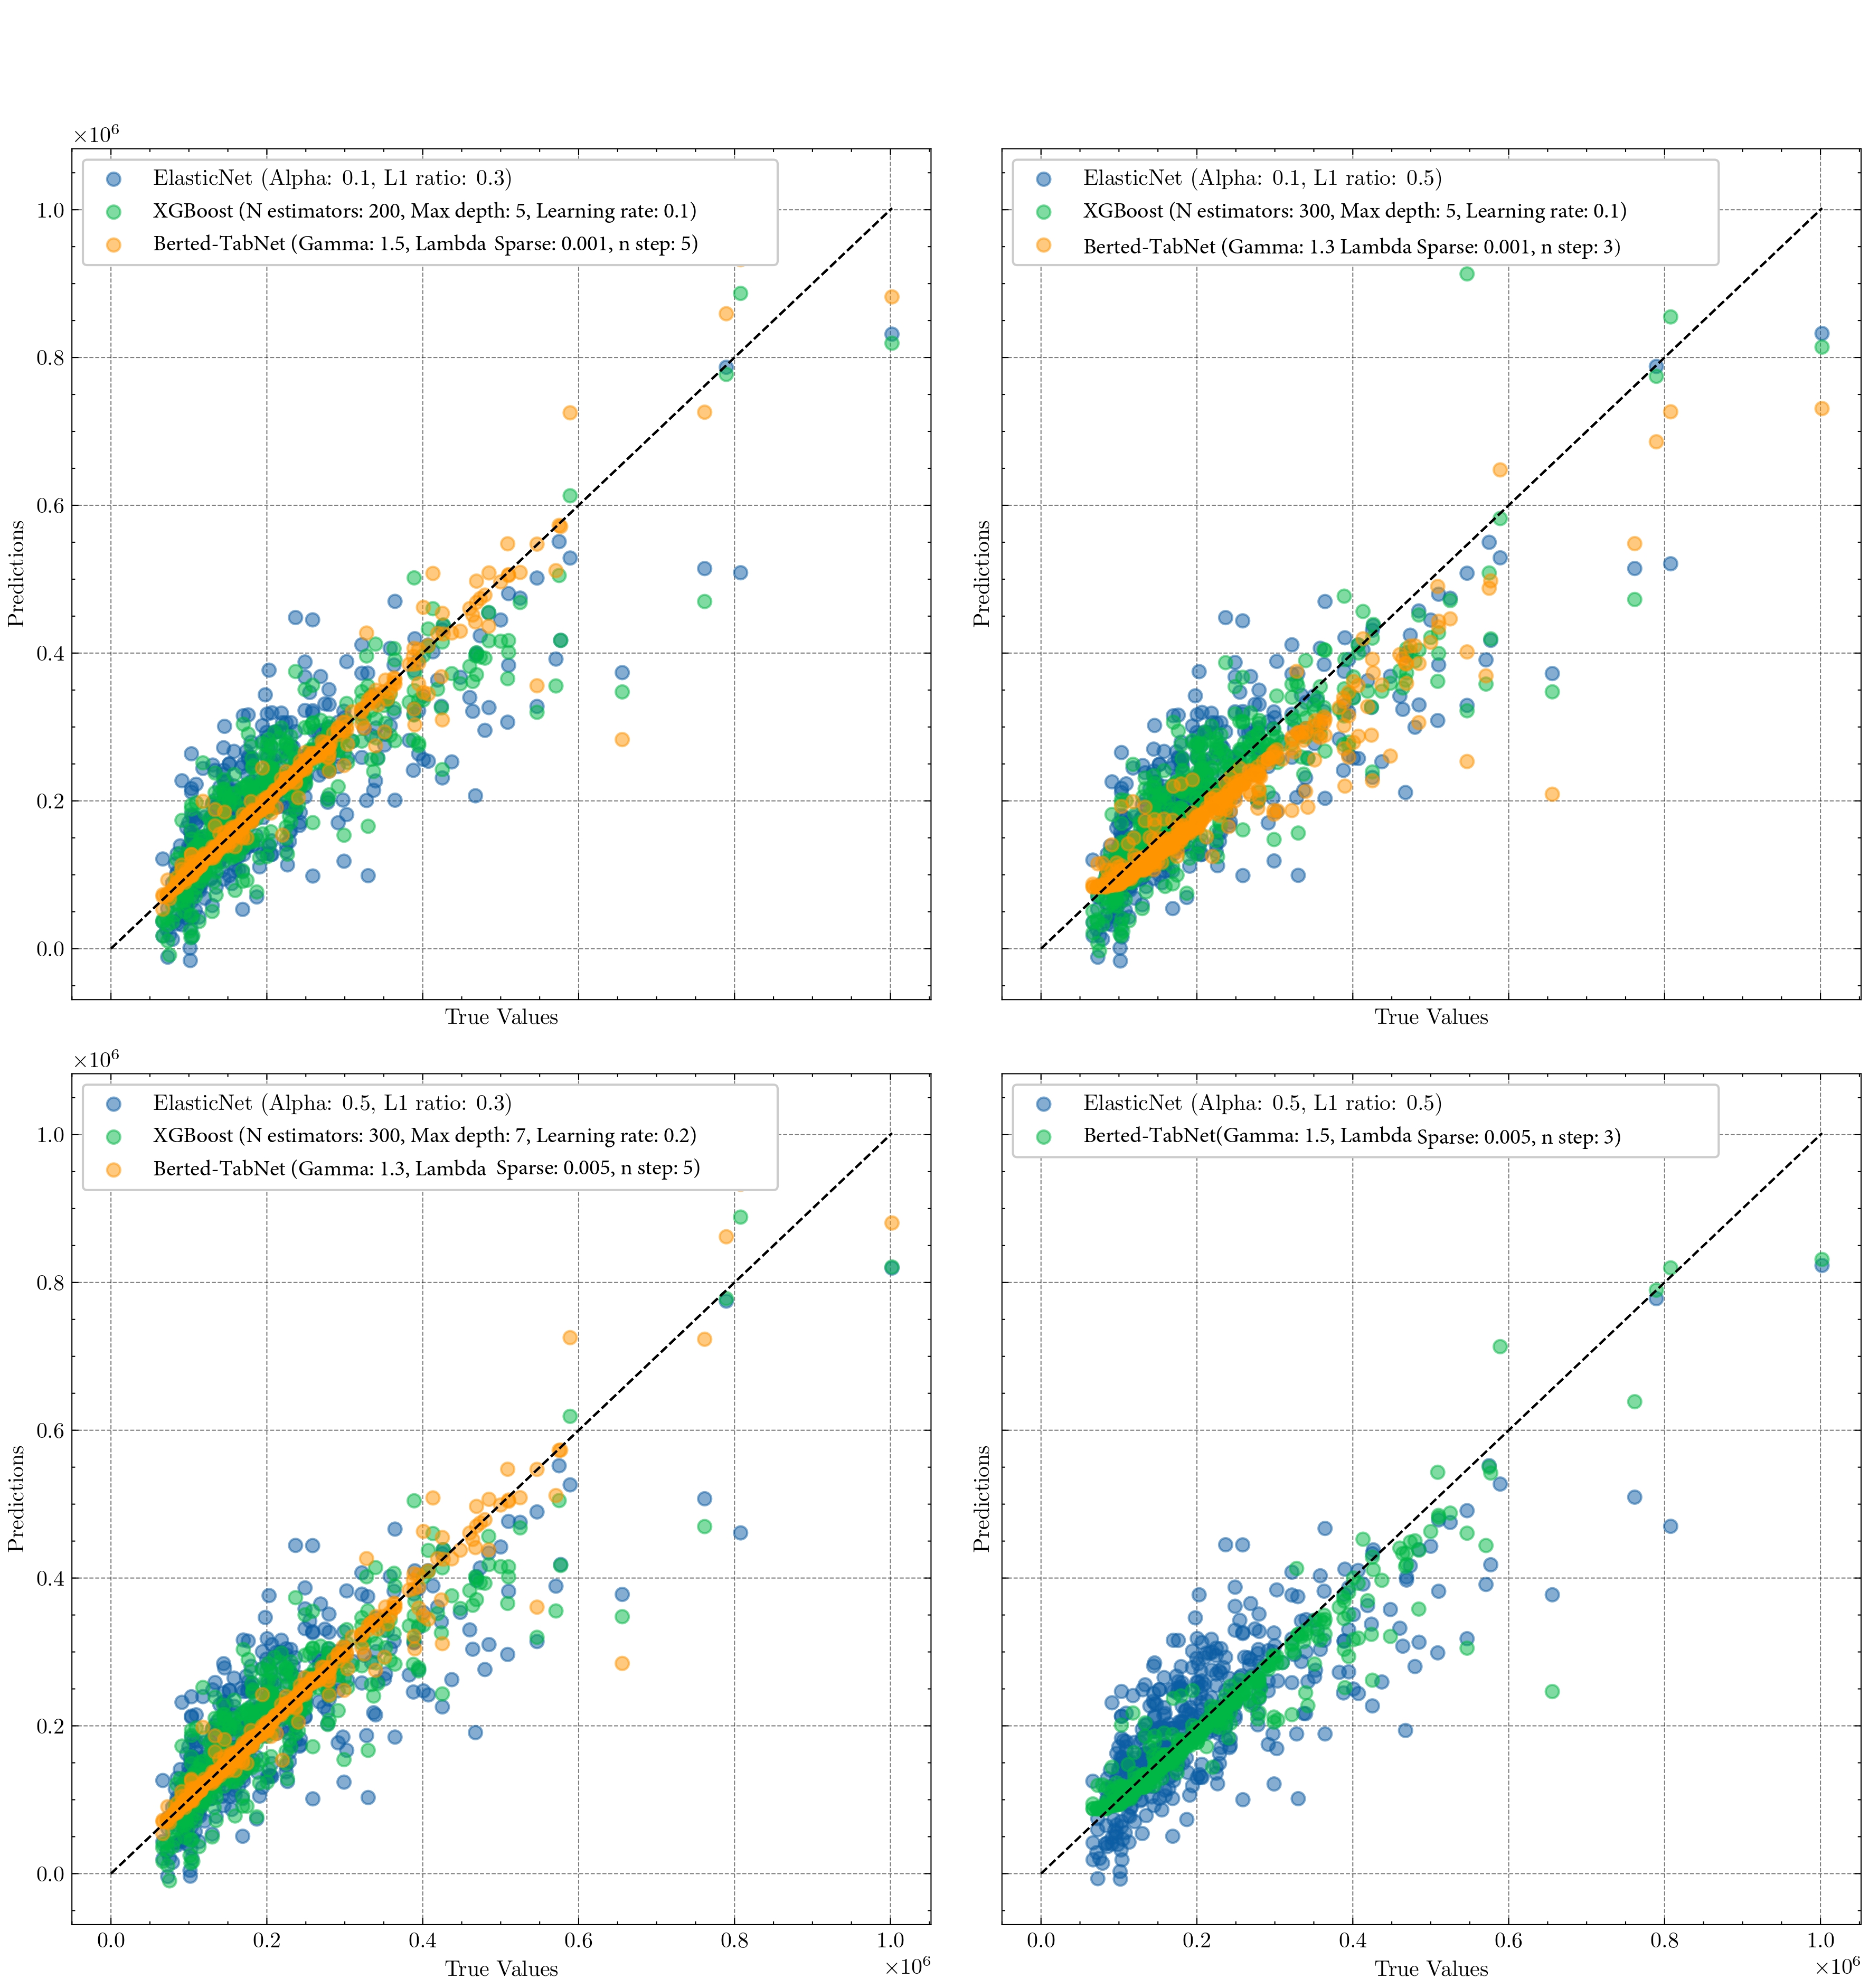 ×10⁶
ElasticNet (Alpha: 0.1, L1 ratio: 0.3)
XGBoost (N estimators: 200, Max depth: 5, Learning rate: 0.1)
Berted-TabNet (Gamma: 1.5, Lambda Sparse: 0.001, n step: 5)
1.0
0.8
0.6
0.4
0.2
0.0
Predictions
True Values
ElasticNet (Alpha: 0.1, L1 ratio: 0.5)
XGBoost (N estimators: 300, Max depth: 5, Learning rate: 0.1)
Berted-TabNet (Gamma: 1.3 Lambda Sparse: 0.001, n step: 3)
Predictions
True Values
×10⁶
ElasticNet (Alpha: 0.5, L1 ratio: 0.3)
XGBoost (N estimators: 300, Max depth: 7, Learning rate: 0.2)
Berted-TabNet (Gamma: 1.3, Lambda Sparse: 0.005, n step: 5)
1.0
0.8
0.6
0.4
0.2
0.0
Predictions
0.0 0.2 0.4 0.6 0.8 1.0
×10⁶
True Values
ElasticNet (Alpha: 0.5, L1 ratio: 0.5)
Berted-TabNet(Gamma: 1.5, Lambda Sparse: 0.005, n step: 3)
Predictions
0.0 0.2 0.4 0.6 0.8 1.0
×10⁶
True Values